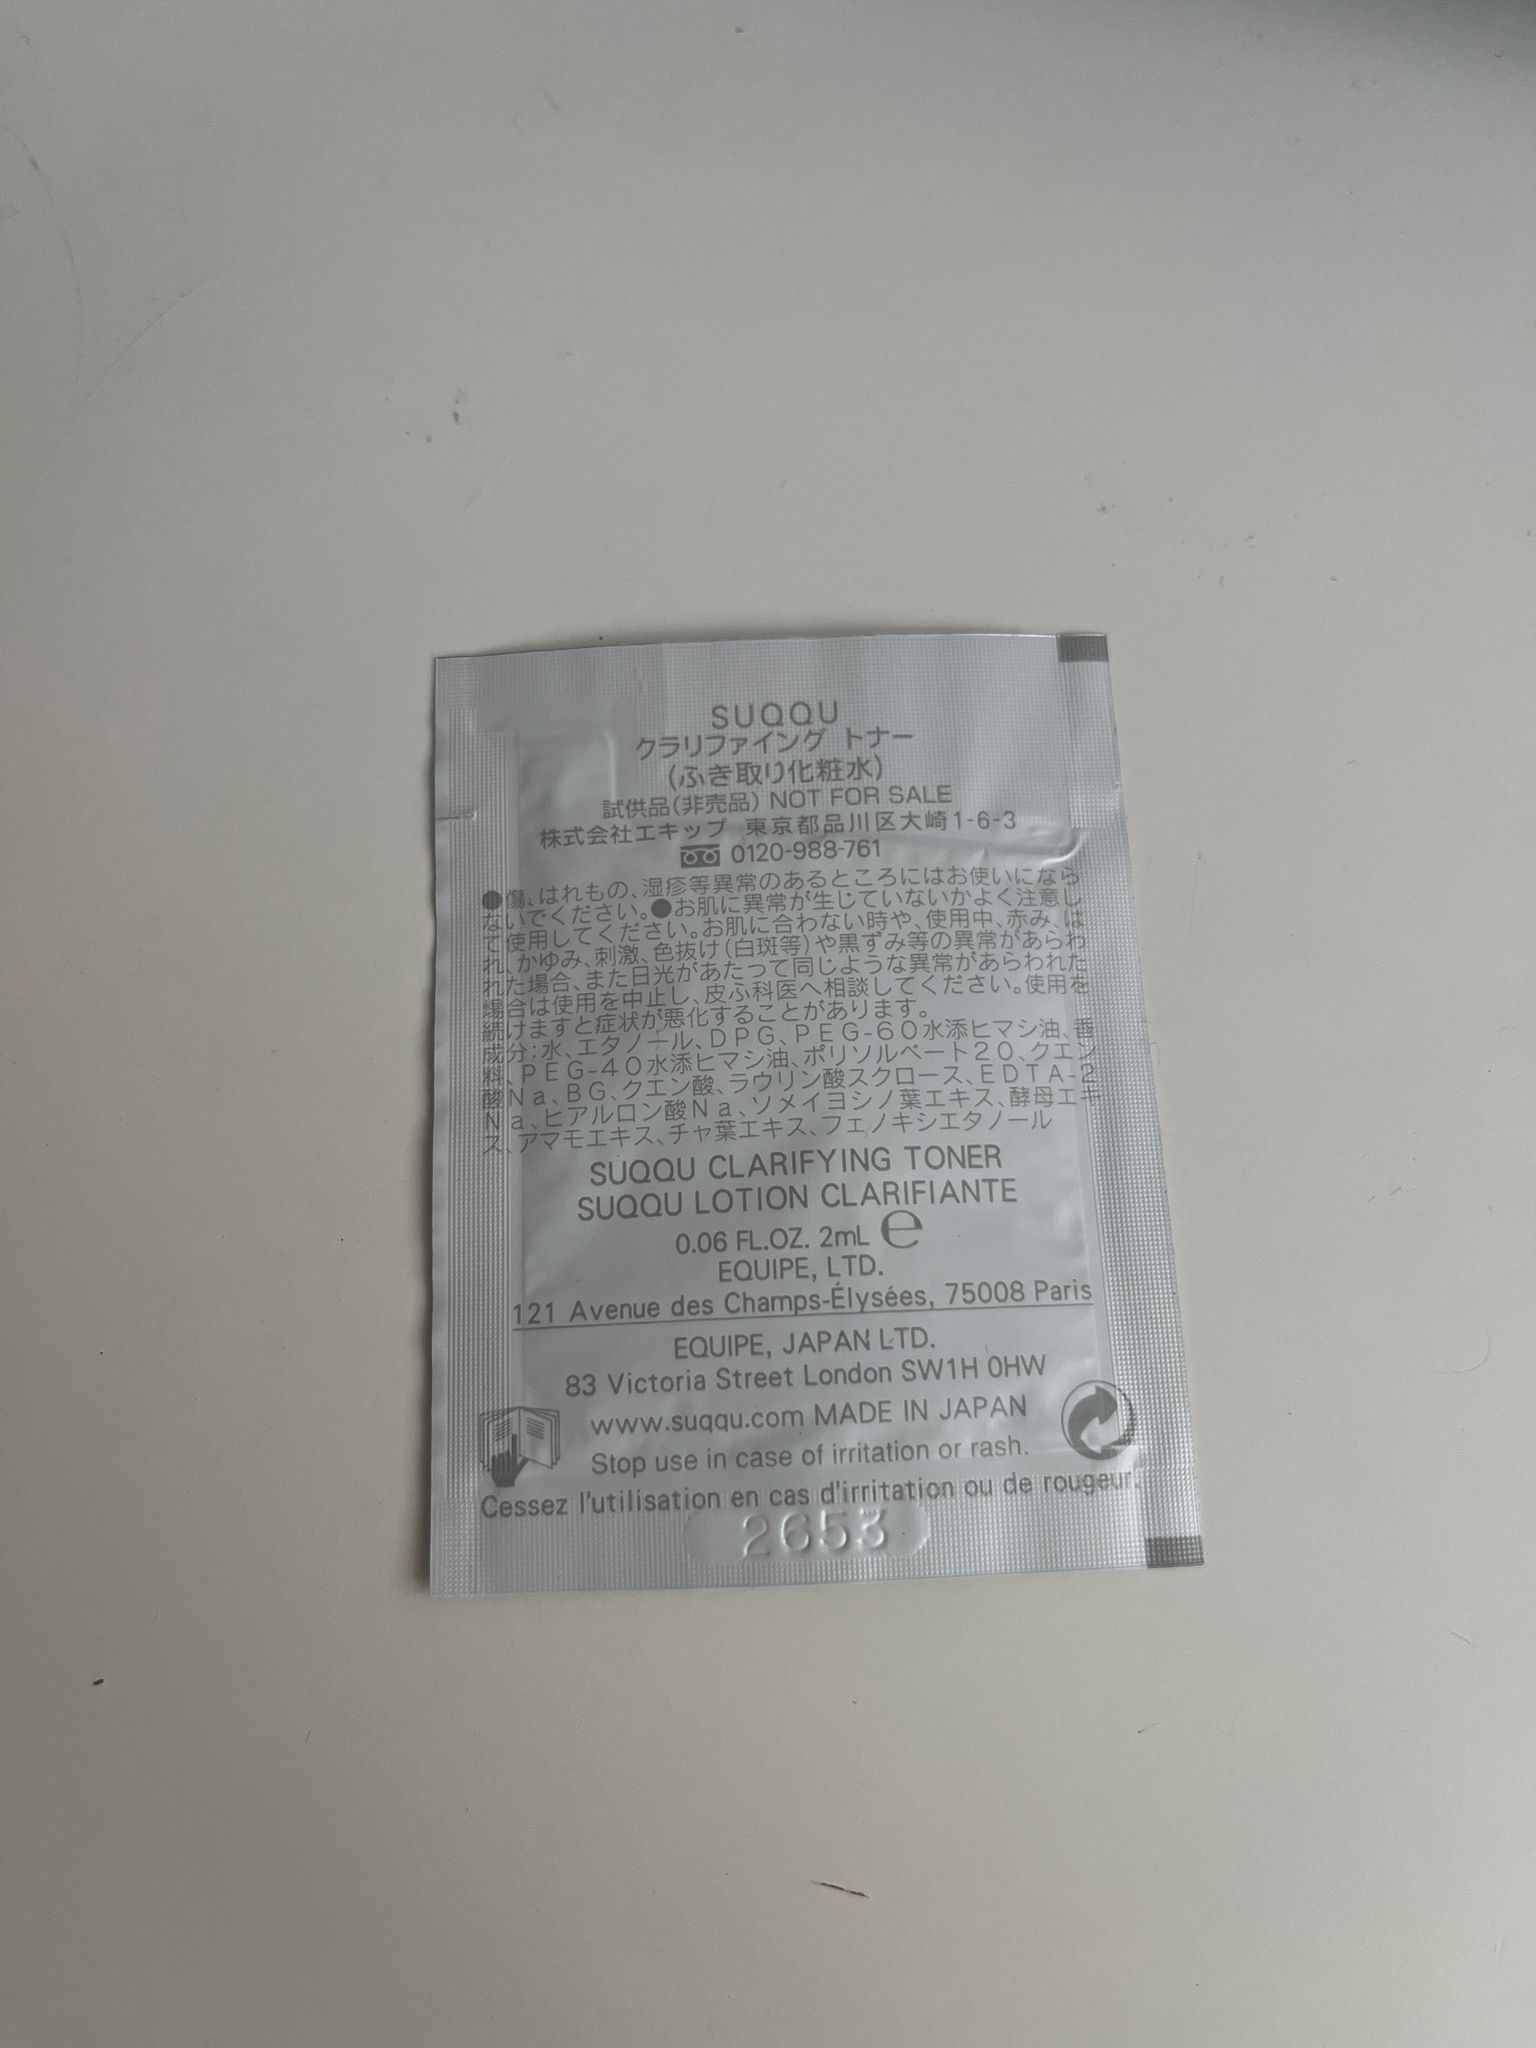 SUQQU
クラリファイング トナー
(ふき取り化粧水)
試供品(非売品) NOT FOR SALE
株式会社エキップ 東京都品川区大崎1-6-3
0120-988-761
●傷、はれもの、湿疹等異常のあるところにはお使いになら
ないでください。●お肌に異常が生じていないかよく注意し
て使用してください。お肌に合わない時や、使用中、赤み、は
れ、かゆみ、刺激、色抜け(白斑等)や黒ずみ等の異常があらわ
れた場合、また日光があたって同じような異常があらわれた
場合は使用を中止し、皮ふ科医へ相談してください。使用を
続けますと症状が悪化することがあります。
成分:水、エタノール、DPG、PEG-60水添ヒマシ油、香
料、PEG-40水添ヒマシ油、ポリソルベート20、クエン
酸Na、BG、クエン酸、ラウリン酸スクロース、EDTA-2
Na、ヒアルロン酸Na、ソメイヨシノ葉エキス、酵母エキ
ス、アマモエキス、チャ葉エキス、フェノキシエタノール
SUQQU CLARIFYING TONER
SUQQU LOTION CLARIFIANTE
0.06 FL.OZ. 2mL ℮
EQUIPE, LTD.
121 Avenue des Champs-Élysées, 75008 Paris
EQUIPE, JAPAN LTD.
83 Victoria Street London SW1H 0HW
www.suqqu.com MADE IN JAPAN
Stop use in case of irritation or rash.
Cessez l'utilisation en cas d'irritation ou de rougeur.
2653